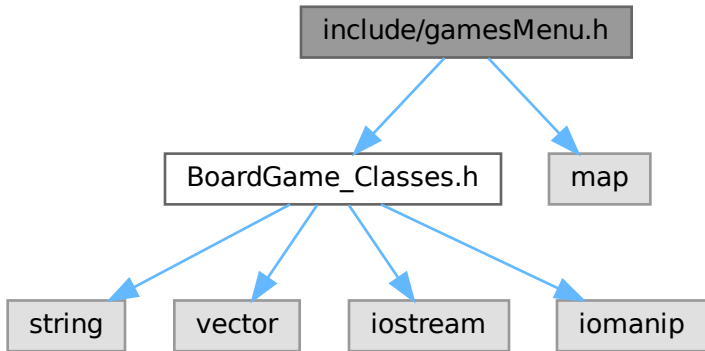 include/gamesMenu.h
BoardGame_Classes.h
map
string
vector
iostream
iomanip